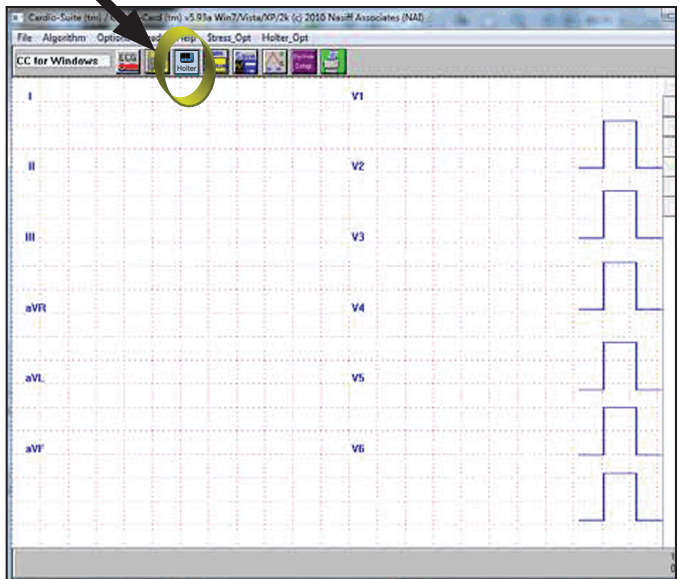 Cardio-Suite (tm) / Card (tm) v5.93a Win7/Vista/XP/2k (c) 2010 Nasiff Associates (NAI)
File Algorithm Help Stress_Opt Holter_Opt
CC for Windows ECG Holter
I V1
II V2
III V3
aVR V4
aVL V5
aVF V6